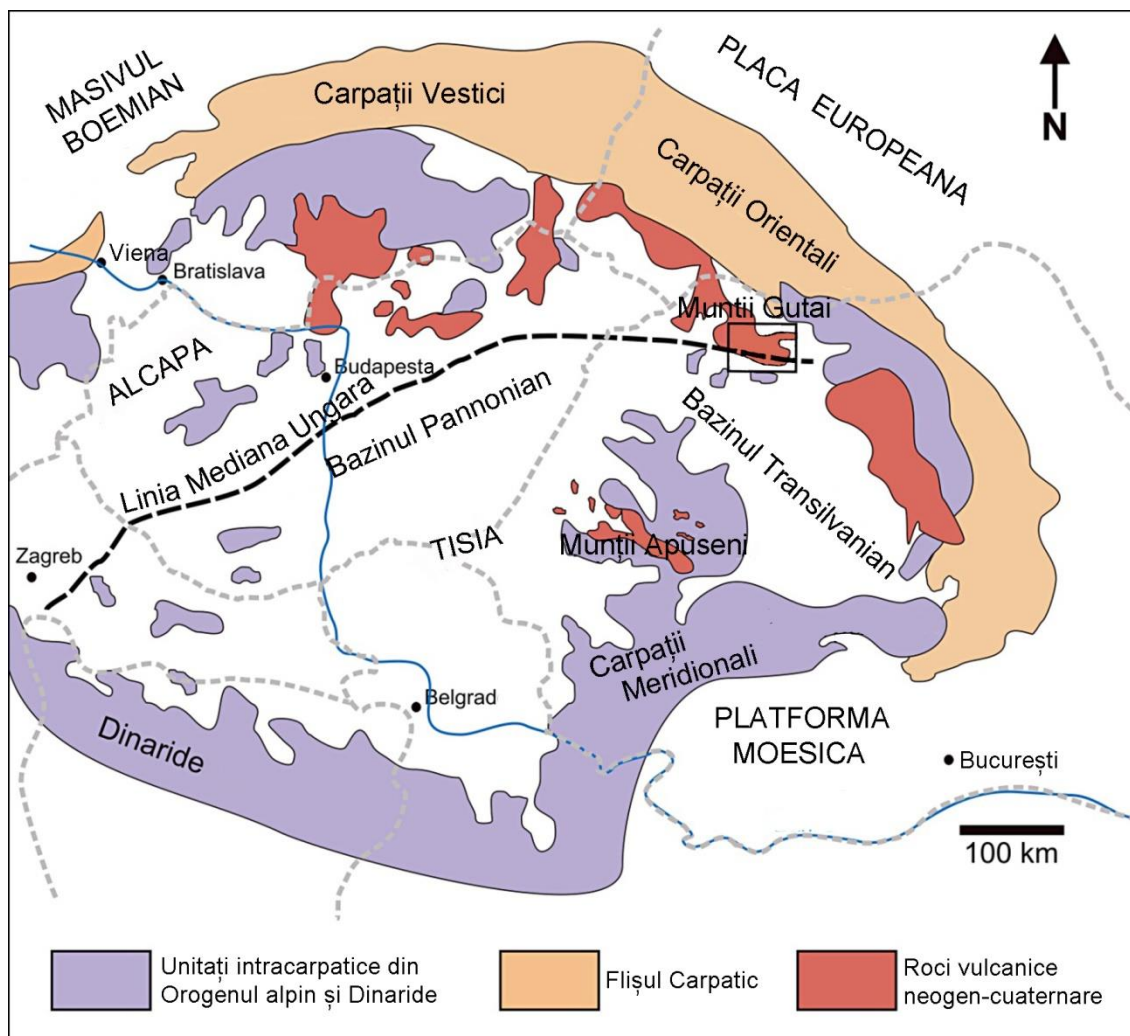 MASIVUL
BOEMIAN
Carpații Vestici
PLACA EUROPEANA
N
Carpații Orientali
Viena
Bratislava
Muntii Gutai
ALCAPA
Budapesta
Linia Mediana Ungara
Bazinul Pannonian
Bazinul Transilvanian
Zagreb
TISIA
Munții Apuseni
Carpații
Meridionali
Belgrad
Dinaride
PLATFORMA
MOESICA
București
100 km
Unitați intracarpatice din
Orogenul alpin și Dinaride
Flișul Carpatic
Roci vulcanice
neogen-cuaternare